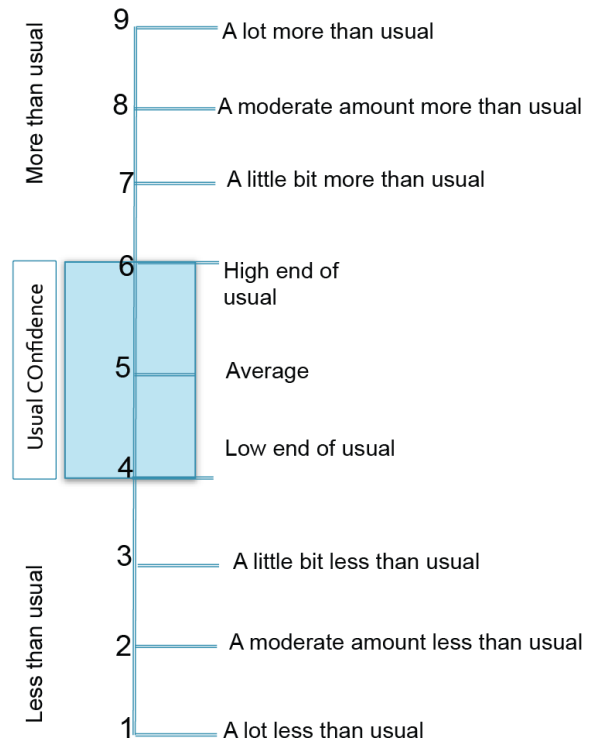 More than usual
9
A lot more than usual
8
A moderate amount more than usual
7
A little bit more than usual
Usual COnfidence
6
High end of
usual
5
Average
4
Low end of usual
Less than usual
3
A little bit less than usual
2
A moderate amount less than usual
1
A lot less than usual